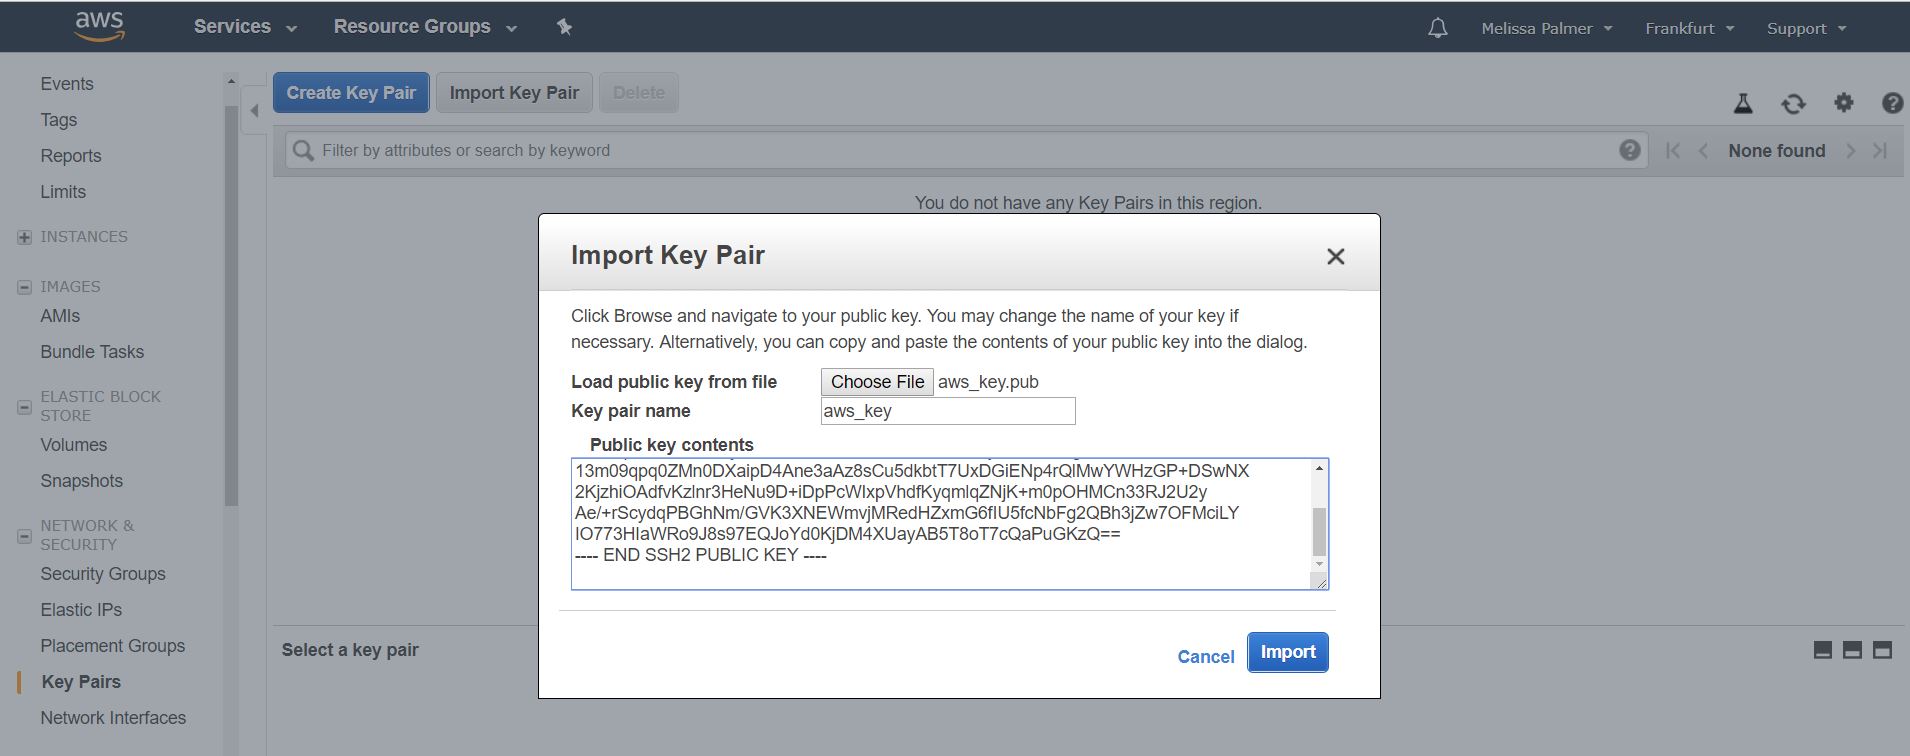 aws
Services
Resource Groups
Melissa Palmer
Frankfurt
Support
Events
Tags
Reports
Limits
INSTANCES
IMAGES
AMIs
Bundle Tasks
ELASTIC BLOCK
STORE
Volumes
Snapshots
NETWORK &
SECURITY
Security Groups
Elastic IPs
Placement Groups
Key Pairs
Network Interfaces
Create Key Pair
Import Key Pair
Delete
Filter by attributes or search by keyword
None found
You do not have any Key Pairs in this region.
Import Key Pair
Click Browse and navigate to your public key. You may change the name of your key if
necessary. Alternatively, you can copy and paste the contents of your public key into the dialog.
Load public key from file
Choose File aws_key.pub
Key pair name
aws_key
Public key contents
13m09qpq0ZMn0DXaipD4Ane3aAz8sCu5dkbtT7UxDGiENp4rQlMwYWHzGP+DSwNX
2KjzhiOAdfvKzlnr3HeNu9D+iDpPcWIxpVhdfKyqmlqZNjK+m0pOHMCn33RJ2U2y
Ae/+rScydqPBGhNm/GVK3XNEWmvjMRedHZxmG6fIU5fcNbFg2QBh3jZw7OFMciLY
IO773HIaWRo9J8s97EQJoYd0KjDM4XUayAB5T8oT7cQaPuGKzQ==
---- END SSH2 PUBLIC KEY ----
Cancel
Import
Select a key pair